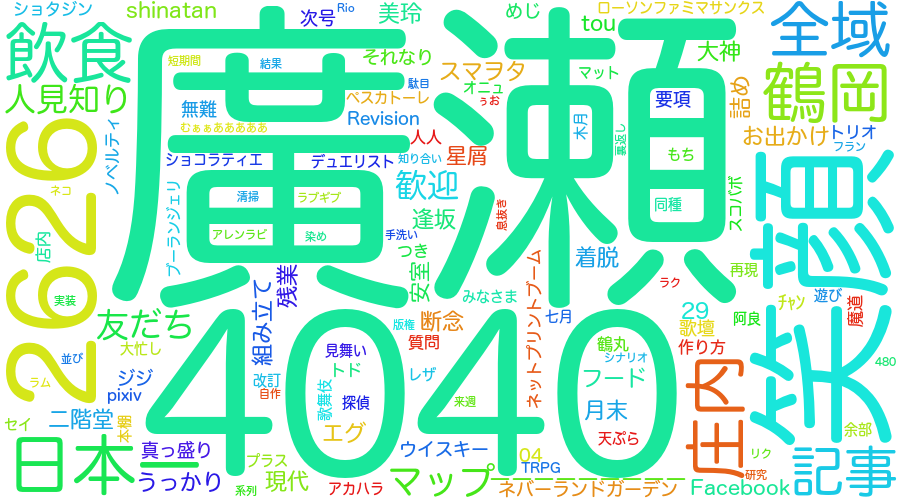 ショタジン
shinatan
次号
Rio
美玲
めじ
ローソンファミマサンクス
全域
飲食
廣瀬
それなり
tou
大神
短期間
結果
駄目
スマヲタ
オニュ
マット
鶴岡
人見知り
無難
ペスカトーレ
ぅお
要項
詰め
Revision
むぁぁあああああ
人人
木月
裏返し
お出かけ
トリオ
フラン
2626
ノベルティ
ショコラティエ
デュエリスト
知り合い
星屑
もち
笑顔
ネコ
ブーランジェリ
清掃
ラブギブ
歓迎
息抜き
同種
スコバボ
店内
アレンラビ
染め
手洗い
逢坂
つき
着脱
実装
残業
安室
みなさま
ネットプリントブーム
ラク
再現
組み立て
遊び
ﾁｬﾝ
魔道
友だち
版権
断念
七月
29
歌壇
阿良
大忙し
4040
見舞い
質問
鶴丸
作り方
並び
シナリオ
480
ラム
ジジ
改訂
トド
レザ
フード
pixiv
自作
庄内
セイ
二階堂
本棚
歌舞伎
探偵
来週
月末
余部
日本一
真っ盛り
エグ
ウイスキー
天ぷら
プラス
04
リク
記事
うっかり
現代
マップ
TRPG
研究
系列
アカハラ
ネバーランドガーデン
Facebook